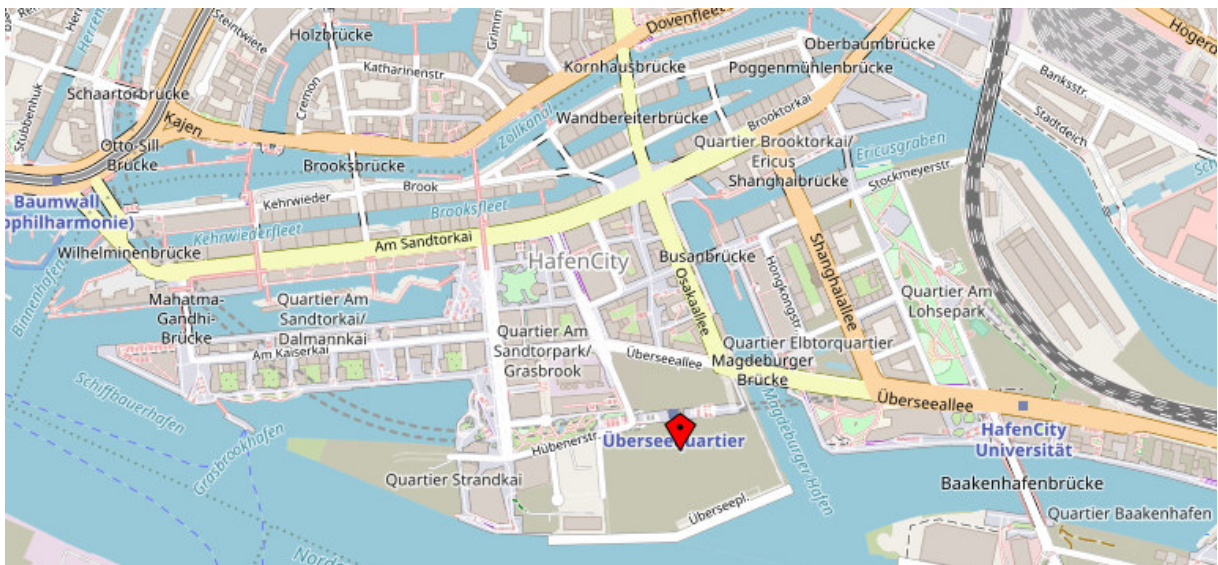 Steintwiete
Holzbrücke
Grimm
Dovenfleet
Högerd
Oberbaumbrücke
Kornhausbrücke
Poggenmühlenbrücke
Katharinenstr.
Cremon
Banksstr.
Schaartorbrücke
Stubbenhuk
Kajen
Zollkanal
Wandbereiterbrücke
Brooktorkai
Stadtdeich
Otto-Sill-
Brücke
Brooksbrücke
Quartier Brooktorkai/
Ericus
Ericusgraben
Shanghaibrücke
Stockmeyerstr.
Brook
Kehrwieder
Baumwall
ophilharmonie)
Brooksfleet
Kehrwiederfleet
Am Sandtorkai
Wilhelminenbrücke
HafenCity
Busanbrücke
Binnenhafen
Osakaallee
Hongkongstr.
Shanghaiallee
Mahatma-
Gandhi-
Brücke
Quartier Am
Sandtorkai/
Dalmannkai
Quartier Am
Lohsepark
Quartier Am
Sandtorpark/
Grasbrook
Quartier Elbtorquartier
Am Kaiserkai
Überseeallee
Magdeburger
Brücke
Schiffbauerhafen
Magdeburger Hafen
Überseeallee
Grasbrookhafen
Hübenerstr.
Überseequartier
HafenCity
Universität
Quartier Strandkai
Baakenhafenbrücke
Überseepl.
Quartier Baakenhafen
Norde